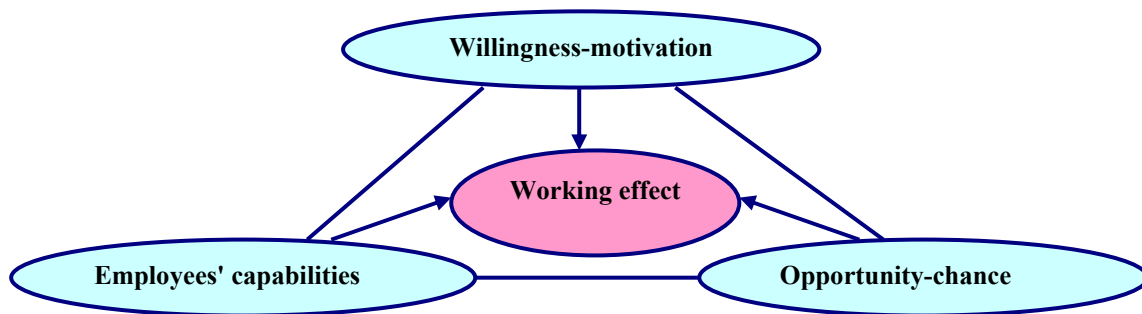 Willingness-motivation
Working effect
Employees' capabilities
Opportunity-chance